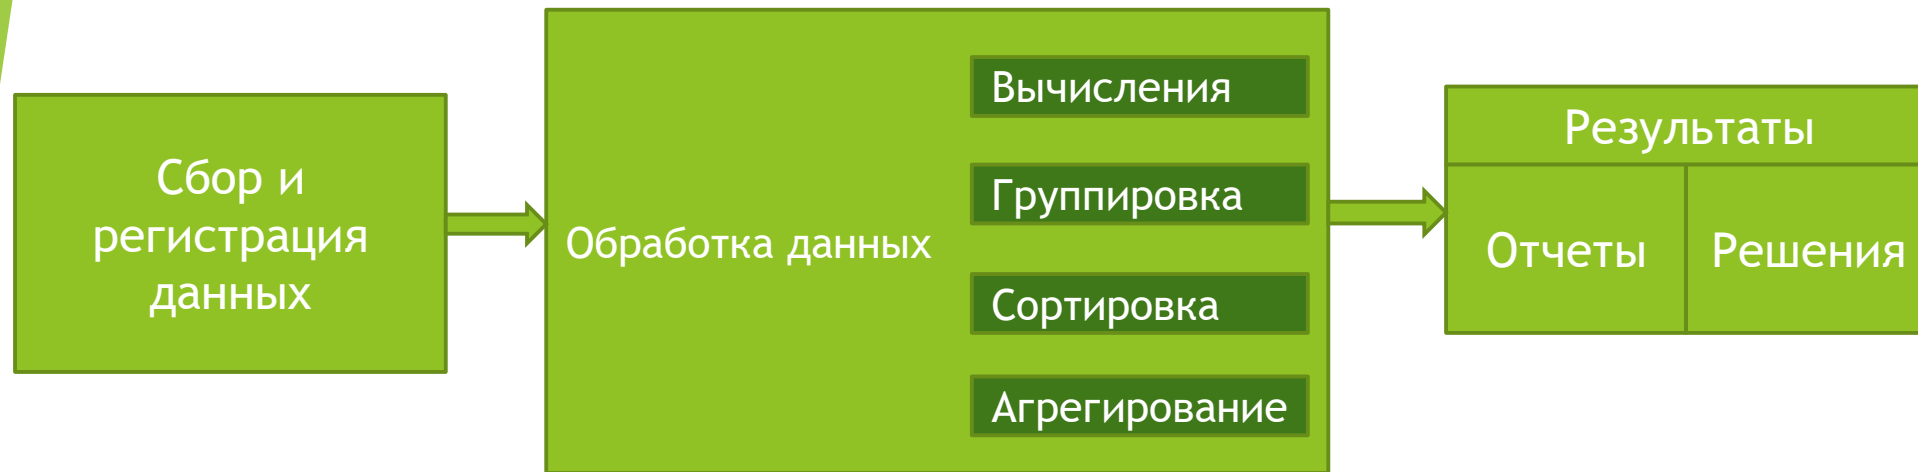 Сбор и
регистрация
данных
Обработка данных
Вычисления
Группировка
Сортировка
Агрегирование
Результаты
Отчеты
Решения